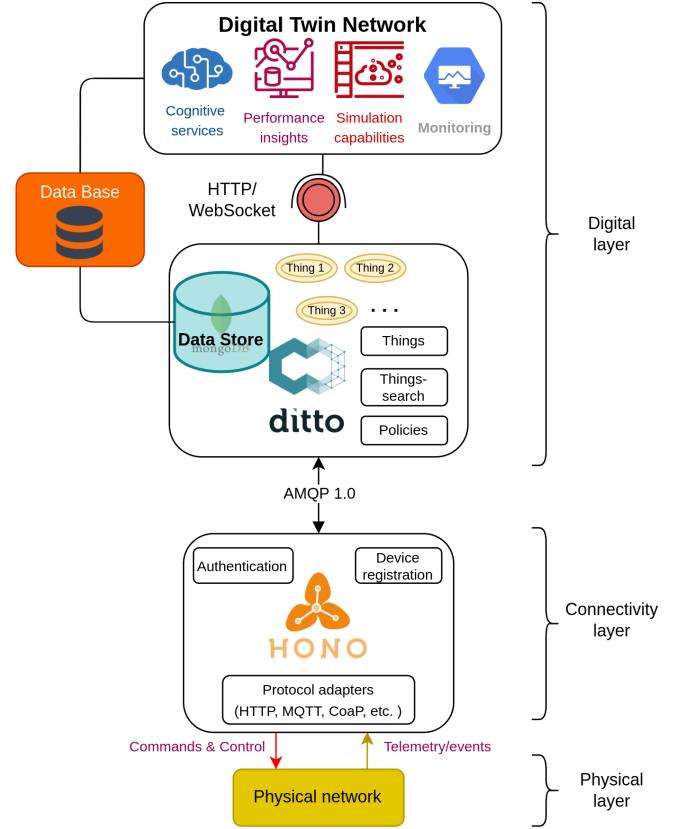 Digital Twin Network
Cognitive
services
Performance
insights
Simulation
capabilities
Monitoring
Data Base
HTTP/
WebSocket
Digital
layer
Thing 1
Thing 2
Thing 3
. . .
Data Store
mongoDB
Things
Things-
search
Policies
ditto
AMQP 1.0
Authentication
Device
registration
HONO
Connectivity
layer
Protocol adapters
(HTTP, MQTT, CoaP, etc. )
Commands & Control
Telemetry/events
Physical network
Physical
layer